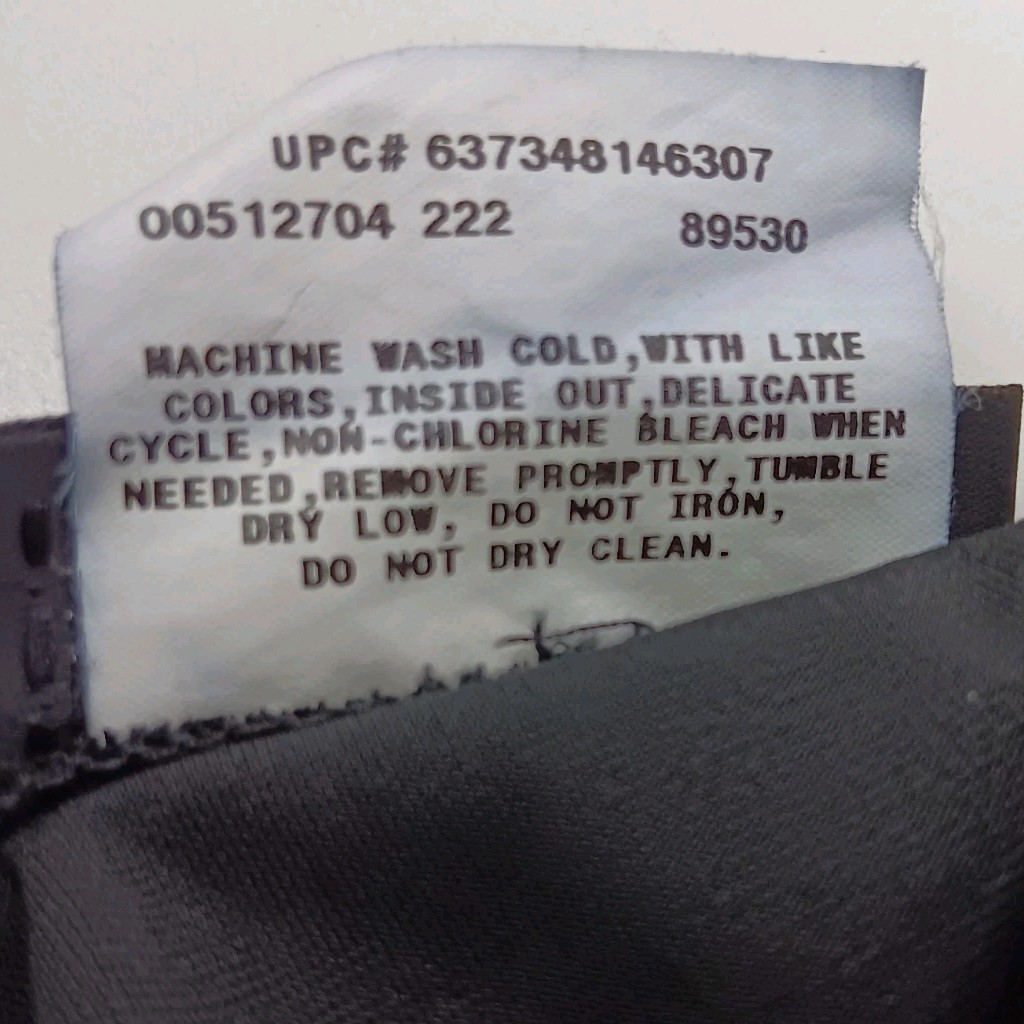 UPC# 637348146307
00512704 222 89530
MACHINE WASH COLD,WITH LIKE
COLORS,INSIDE OUT,DELICATE
CYCLE,NON-CHLORINE BLEACH WHEN
NEEDED,REMOVE PROMPTLY,TUMBLE
DRY LOW, DO NOT IRON,
DO NOT DRY CLEAN.